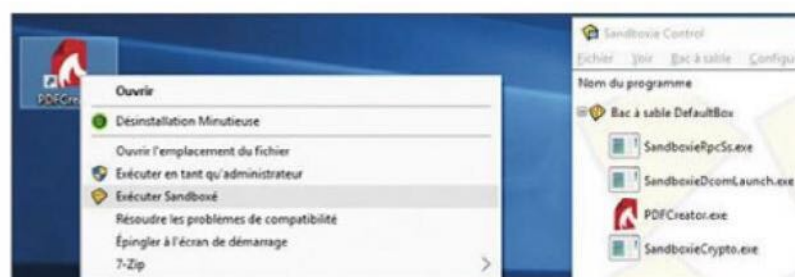 PDFCrea
Ouvrir
Désinstallation Minutieuse
Ouvrir l'emplacement du fichier
Exécuter en tant qu'administrateur
Exécuter Sandboxé
Résoudre les problèmes de compatibilité
Épingler à l'écran de démarrage
7-Zip
Sandboxie Control
Fichier Voir Bac à sable Configu
Nom du programme
Bac à sable DefaultBox
SandboxieRpcSs.exe
SandboxieDcomLaunch.exe
PDFCreator.exe
SandboxieCrypto.exe